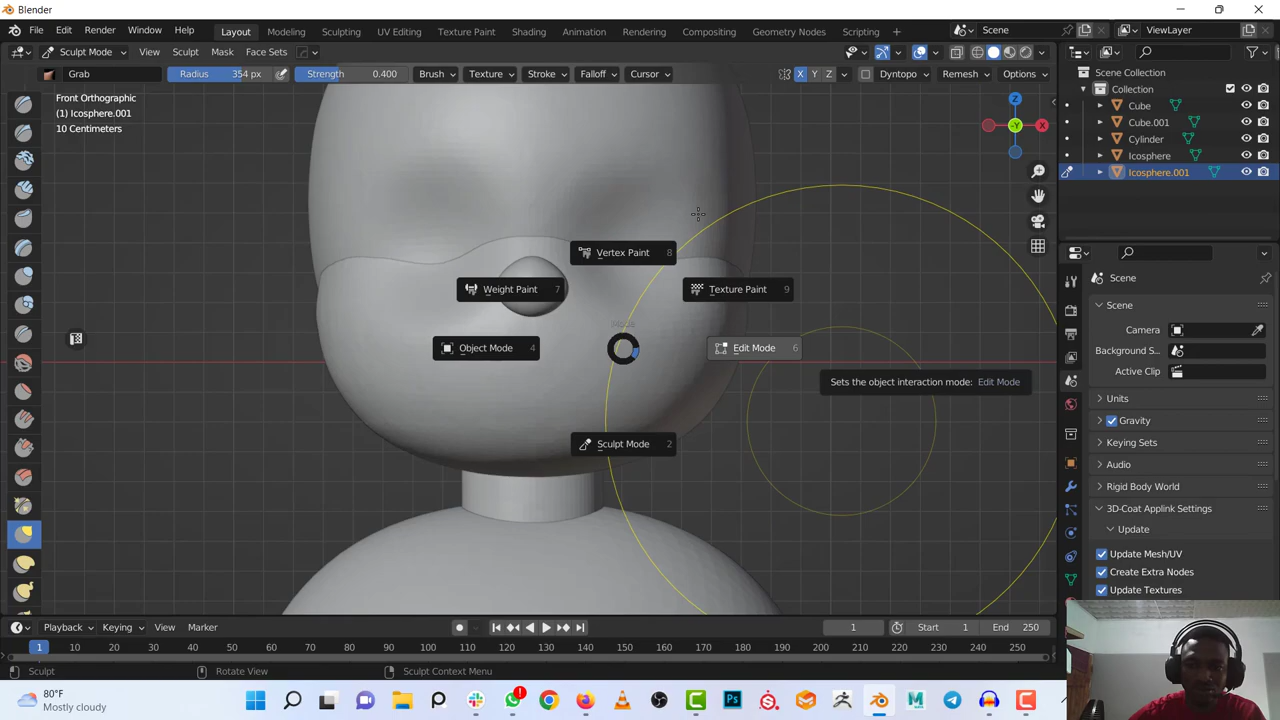 Blender
File Edit Render Window Help Layout Modeling Sculpting UV Editing Texture Paint Shading Animation Rendering Compositing Geometry Nodes Scripting + Scene ViewLayer
Sculpt Mode View Sculpt Mask Face Sets
Grab Radius 354 px Strength 0.400 Brush Texture Stroke Falloff Cursor X Y Z Dyntopo Remesh Options
Front Orthographic
(1) Icosphere.001
10 Centimeters
Z
-Y X
Scene Collection
Collection
Cube
Cube.001
Cylinder
Icosphere
Icosphere.001
Vertex Paint 8
Weight Paint 7
Texture Paint 9
Mode
Object Mode 4
Edit Mode 6
Sets the object interaction mode: Edit Mode
Sculpt Mode 2
Scene
Scene
Camera
Background S...
Active Clip
Units
Gravity
Keying Sets
Audio
Rigid Body World
3D-Coat Applink Settings
Update
Update Mesh/UV
Create Extra Nodes
Update Textures
Playback Keying View Marker 1 Start 1 End 250
1 10 20 30 40 50 60 70 80 90 100 110 120 130 140 150 160 170 180 190 200 210 220 230 240 250
Sculpt Rotate View Sculpt Context Menu
80°F
Mostly cloudy